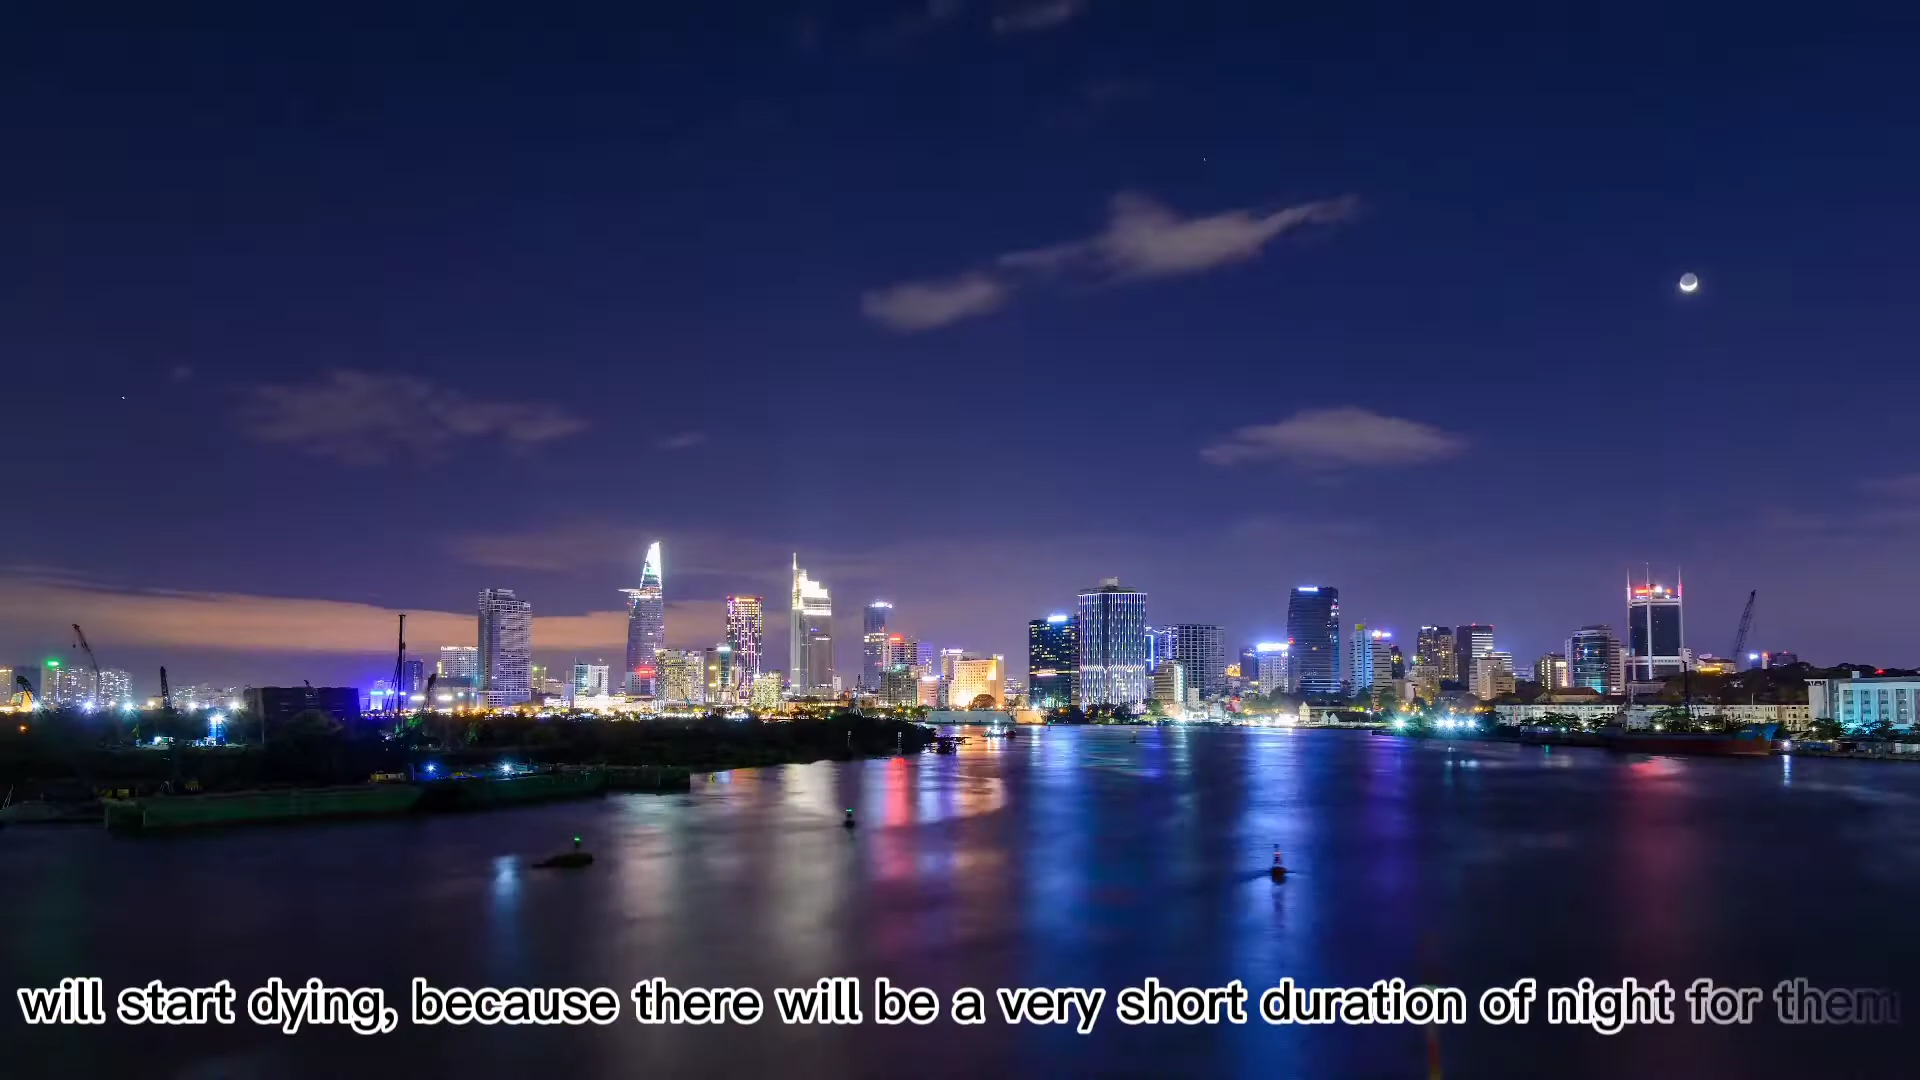 will start dying, because there will be a very short duration of night for them